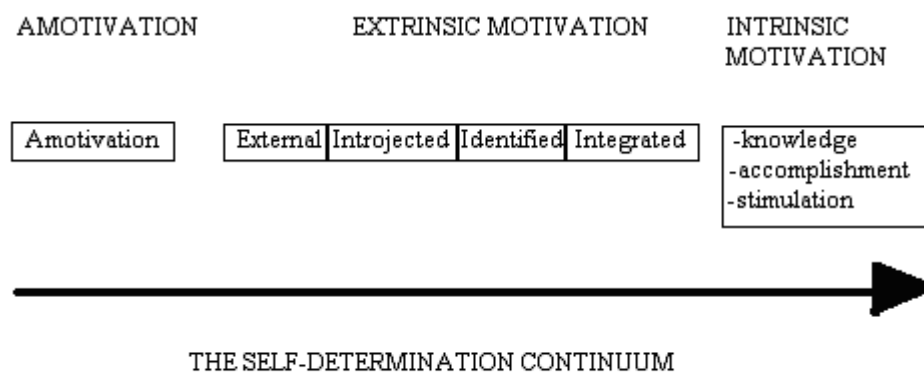 AMOTIVATION EXTRINSIC MOTIVATION INTRINSIC
MOTIVATION
Amotivation External Introjected Identified Integrated -knowledge
-accomplishment
-stimulation
THE SELF-DETERMINATION CONTINUUM